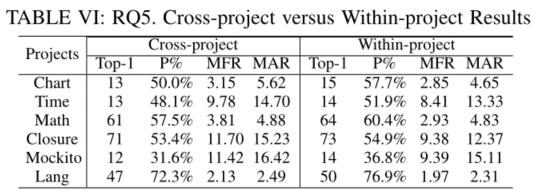 TABLE VI: RQ5. Cross-project versus Within-project Results
Projects Cross-project Within-project
Top-1 P% MFR MAR Top-1 P% MFR MAR
Chart 13 50.0% 3.15 5.62 15 57.7% 2.85 4.65
Time 13 48.1% 9.78 14.70 14 51.9% 8.41 13.33
Math 61 57.5% 3.81 4.88 64 60.4% 2.93 4.83
Closure 71 53.4% 11.70 15.23 73 54.9% 9.38 12.37
Mockito 12 31.6% 11.42 16.42 14 36.8% 9.39 15.11
Lang 47 72.3% 2.13 2.49 50 76.9% 1.97 2.31